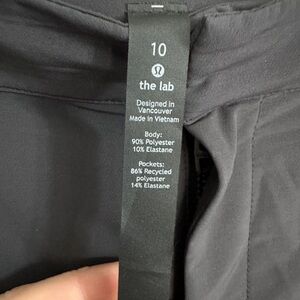 10
the lab
Designed in
Vancouver
Made in Vietnam
Body:
90% Polyester
10% Elastane
Pockets:
86% Recycled
polyester
14% Elastane